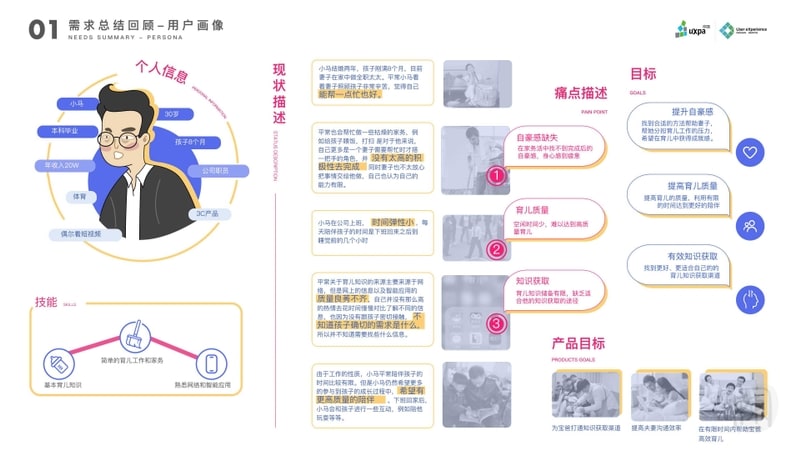 01
需求总结回顾–用户画像
NEEDS SUMMARY – PERSONA
uxpa 中国
User eXperience
个人信息
PERSONAL INFORMATION
小马
30岁
本科毕业
孩子8个月
年收入20W
公司职员
体育
3C产品
偶尔看短视频
技能
SKILLS
基本育儿知识
简单的育儿工作和家务
熟悉网络和智能应用
现状描述
STATUS DESCRIPTION
小马结婚两年，孩子刚满8个月，目前
妻子在家中做全职太太。平常小马看
着妻子照顾孩子非常辛苦，觉得自己
能帮一点忙也好。
平常也会帮忙做一些枯燥的家务，例
如给孩子辅饭、打扫 是对于他来说，
自己更多是一个妻子需要帮忙时才搭
一把手的角色，并 没有太高的积
极性去完成 同时妻子也不太放心
把事情交给他做，自己也认为自己的
能力有限。
小马在公司上班， 时间弹性小 ，每
天陪伴孩子的时间是下班回来之后到
睡觉前的几个小时
平常关于育儿知识的来源主要来源于网
络，但是网上的信息以及智能应用的
质量良莠不齐，自己并没有那么高
的热情去花时间慢慢对比了解不同的信
息，也因为没有跟孩子密切接触，不
知道孩子确切的需求是什么，
所以并不知道需要找些什么信息。
由于工作的性质，小马平常陪伴孩子的
时间比较有限。但是小马仍然希望更多
的参与到孩子的成长过程中，希望有
更高质量的陪伴 。下班回家后，
小马会和孩子进行一些互动，例如陪他
玩耍等等。
痛点描述
PAIN POINT
自豪感缺失
在家务活中找不到完成后的
自豪感，身心感到疲惫
1
育儿质量
空闲时间少，难以达到高质
量育儿
2
知识获取
育儿知识储备有限，缺乏适
合他的知识获取的途径
3
目标
GOALS
提升自豪感
找到合适的方法帮助妻子，
帮助分担育儿工作的压力，
希望在育儿中获得成就感。
提高育儿质量
提高育儿的质量，利用有限
的时间达到更好的陪伴
有效知识获取
找到更好、更适合自己的的
育儿知识获取渠道
产品目标
PRODUCTS GOALS
为宝爸打通知识获取渠道
提高夫妻沟通效率
在有限时间内帮助宝爸
高效育儿